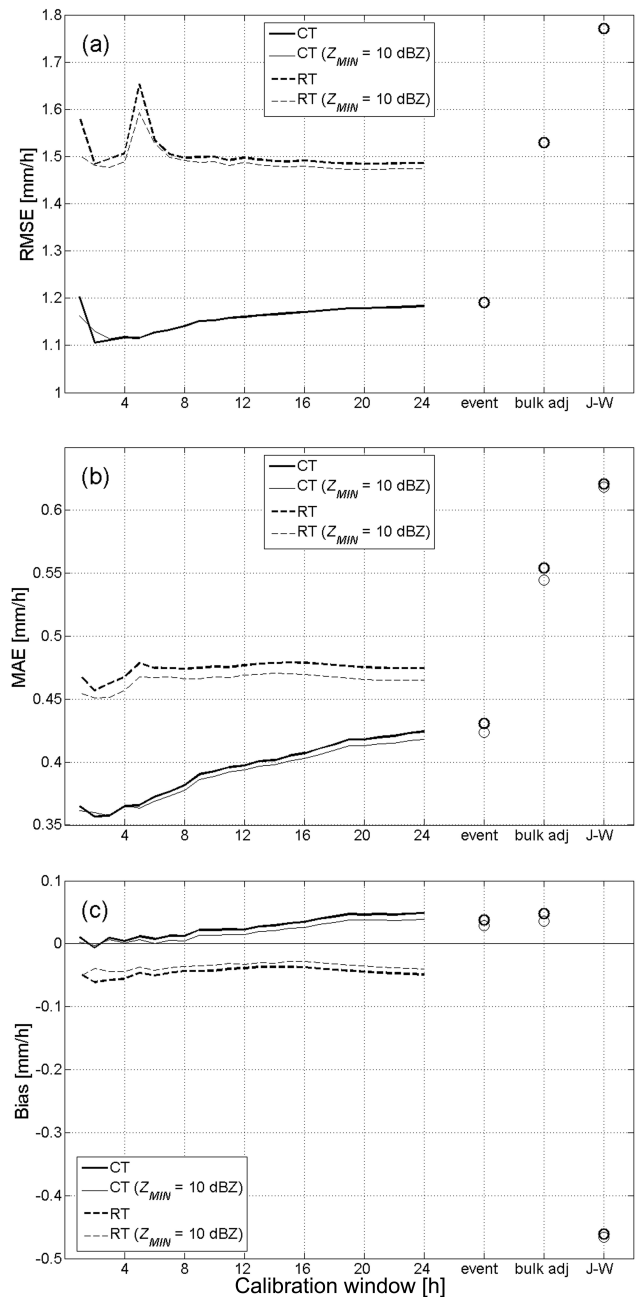 (a)
CT
CT (Z_MIN = 10 dBZ)
RT
RT (Z_MIN = 10 dBZ)
RMSE [mm/h]
1.8
1.7
1.6
1.5
1.4
1.3
1.2
1.1
1
4 8 12 16 20 24 event bulk adj J-W
(b)
CT
CT (Z_MIN = 10 dBZ)
RT
RT (Z_MIN = 10 dBZ)
MAE [mm/h]
0.6
0.55
0.5
0.45
0.4
0.35
4 8 12 16 20 24 event bulk adj J-W
(c)
Bias [mm/h]
0.1
0
-0.1
-0.2
-0.3
-0.4
-0.5
CT
CT (Z_MIN = 10 dBZ)
RT
RT (Z_MIN = 10 dBZ)
4 8 12 16 20 24 event bulk adj J-W
Calibration window [h]